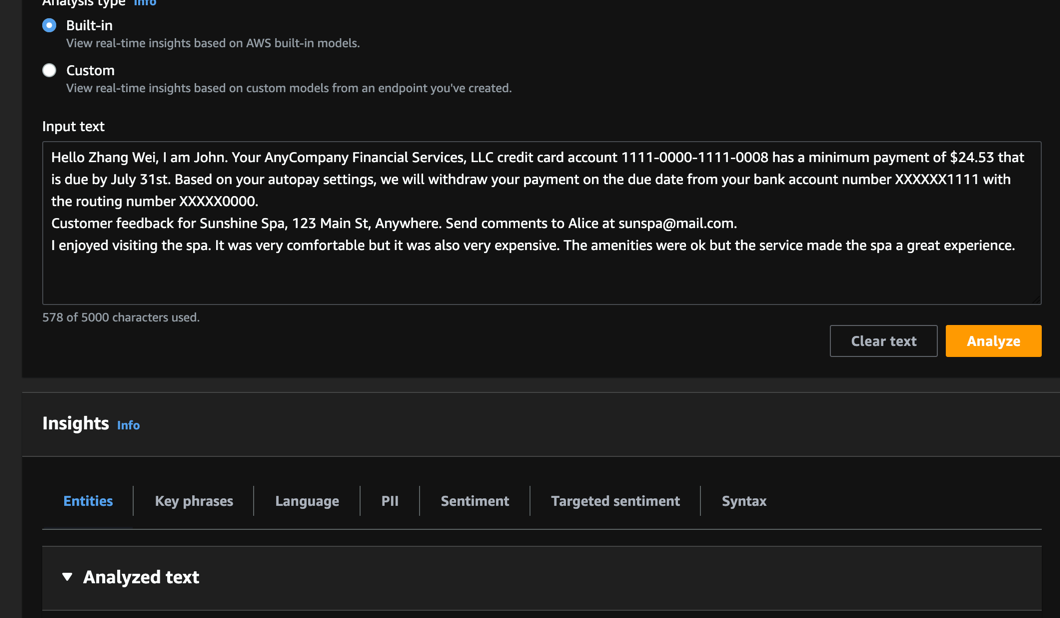 Analysis type Info
Built-in
View real-time insights based on AWS built-in models.
Custom
View real-time insights based on custom models from an endpoint you've created.
Input text
Hello Zhang Wei, I am John. Your AnyCompany Financial Services, LLC credit card account 1111-0000-1111-0008 has a minimum payment of $24.53 that
is due by July 31st. Based on your autopay settings, we will withdraw your payment on the due date from your bank account number XXXXXX1111 with
the routing number XXXXX0000.
Customer feedback for Sunshine Spa, 123 Main St, Anywhere. Send comments to Alice at sunspa@mail.com.
I enjoyed visiting the spa. It was very comfortable but it was also very expensive. The amenities were ok but the service made the spa a great experience.
578 of 5000 characters used.
Clear text Analyze
Insights Info
Entities Key phrases Language PII Sentiment Targeted sentiment Syntax
Analyzed text